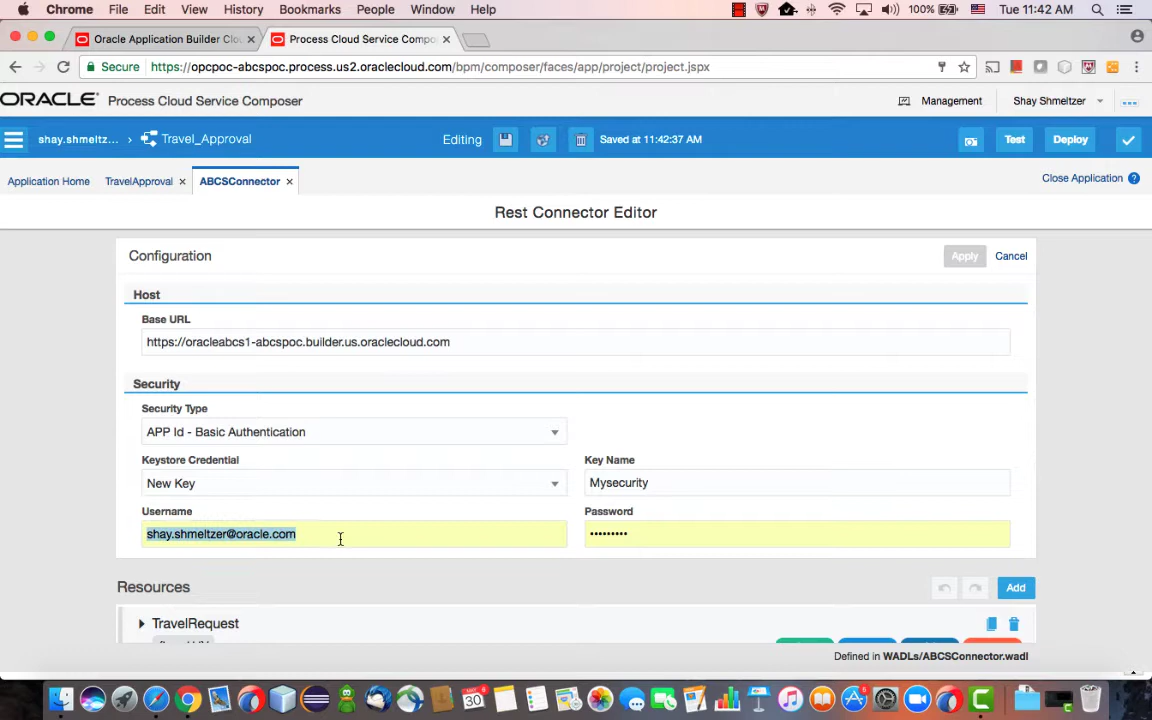 Chrome File Edit View History Bookmarks People Window Help 100% Tue 11:42 AM
Oracle Application Builder Clou × Process Cloud Service Compo ×
Secure https://opcpoc-abcspoc.process.us2.oraclecloud.com/bpm/composer/faces/app/project/project.jspx
ORACLE Process Cloud Service Composer Management Shay Shmeltzer
shay.shmeltz... › Travel_Approval Editing Saved at 11:42:37 AM Test Deploy
Application Home TravelApproval × ABCSConnector × Close Application ?
Rest Connector Editor
Configuration Apply Cancel
Host
Base URL
https://oracleabcs1-abcspoc.builder.us.oraclecloud.com
Security
Security Type
APP Id - Basic Authentication
Keystore Credential Key Name
New Key Mysecurity
Username Password
shay.shmeltzer@oracle.com •••••••••
Resources Add
TravelRequest
Defined in WADLs/ABCSConnector.wadl
30